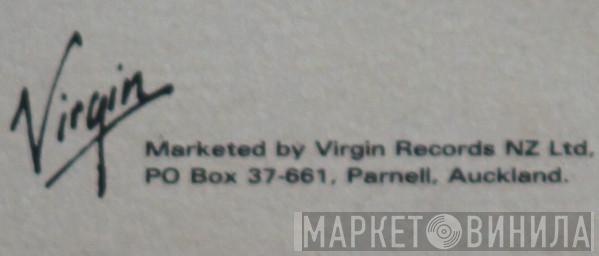 Virgin
Marketed by Virgin Records NZ Ltd,
PO Box 37-661, Parnell, Auckland.
МАРКЕТ ВИНИЛА